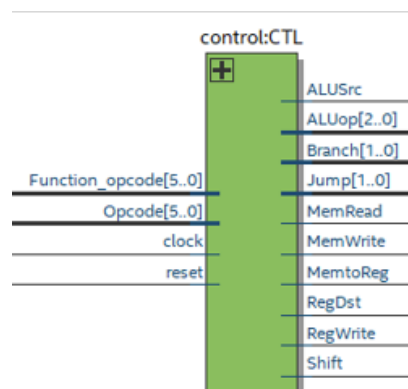 control:CTL
ALUSrc
ALUop[2..0]
Branch[1..0]
Function_opcode[5..0]
Jump[1..0]
Opcode[5..0]
MemRead
clock
MemWrite
reset
MemtoReg
RegDst
RegWrite
Shift